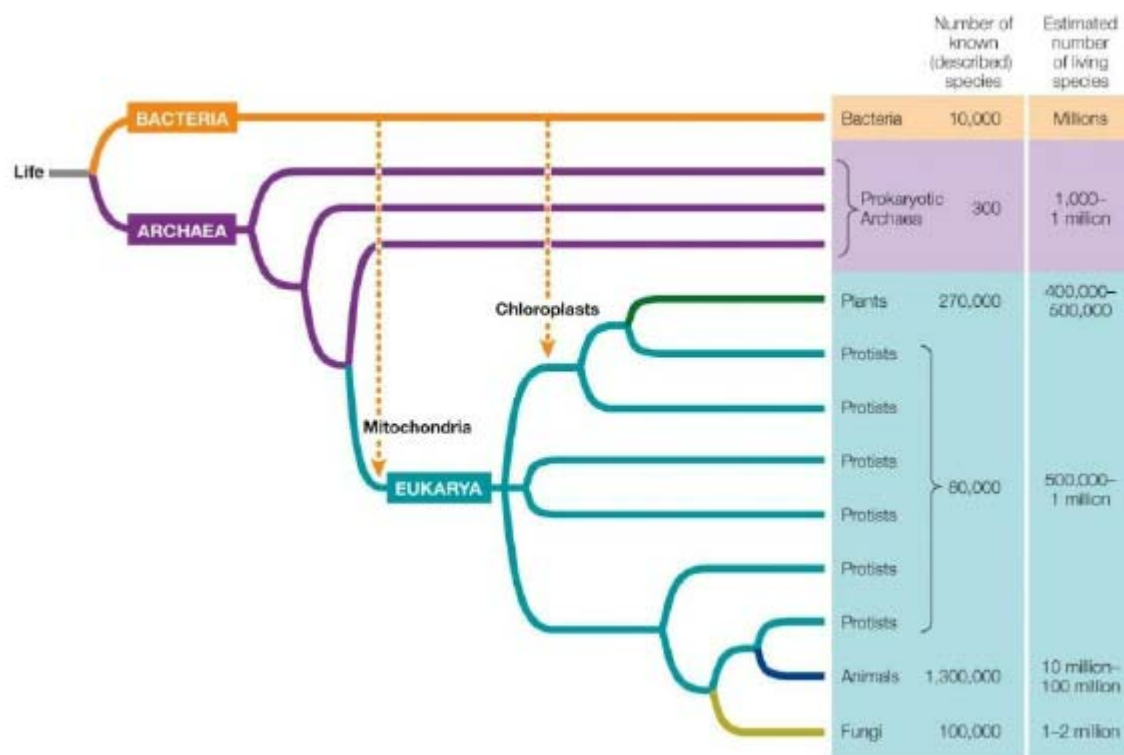 Number of
known
(described)
species
Estimated
number
of living
species
BACTERIA
Bacteria 10,000 Millions
Life
ARCHAEA
Prokaryotic
Archaea
300
1,000–
1 million
Chloroplasts
Plants 270,000
400,000–
500,000
Protists
Protists
Mitochondria
Protists
EUKARYA
80,000
500,000–
1 million
Protists
Protists
Protists
Animals 1,300,000
10 million–
100 million
Fungi 100,000 1–2 million